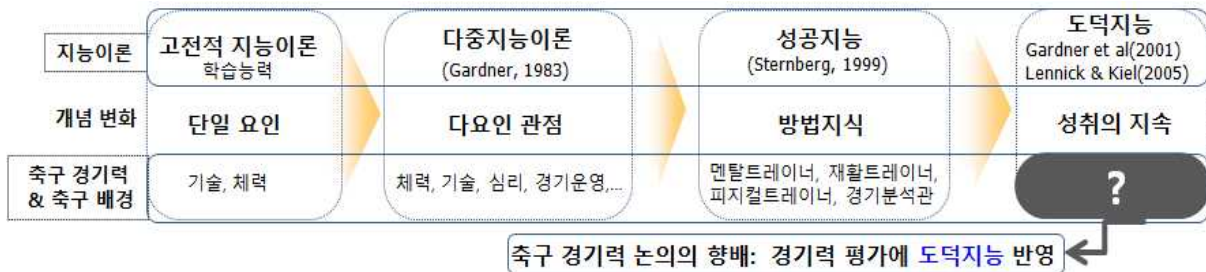 지능이론
고전적 지능이론
학습능력
다중지능이론
(Gardner, 1983)
성공지능
(Sternberg, 1999)
도덕지능
Gardner et al(2001)
Lennick & Kiel(2005)
개념 변화
단일 요인
다요인 관점
방법지식
성취의 지속
축구 경기력
& 축구 배경
기술, 체력
체력, 기술, 심리, 경기운영,...
멘탈트레이너, 재활트레이너,
피지컬트레이너, 경기분석관
?
축구 경기력 논의의 향배: 경기력 평가에 도덕지능 반영